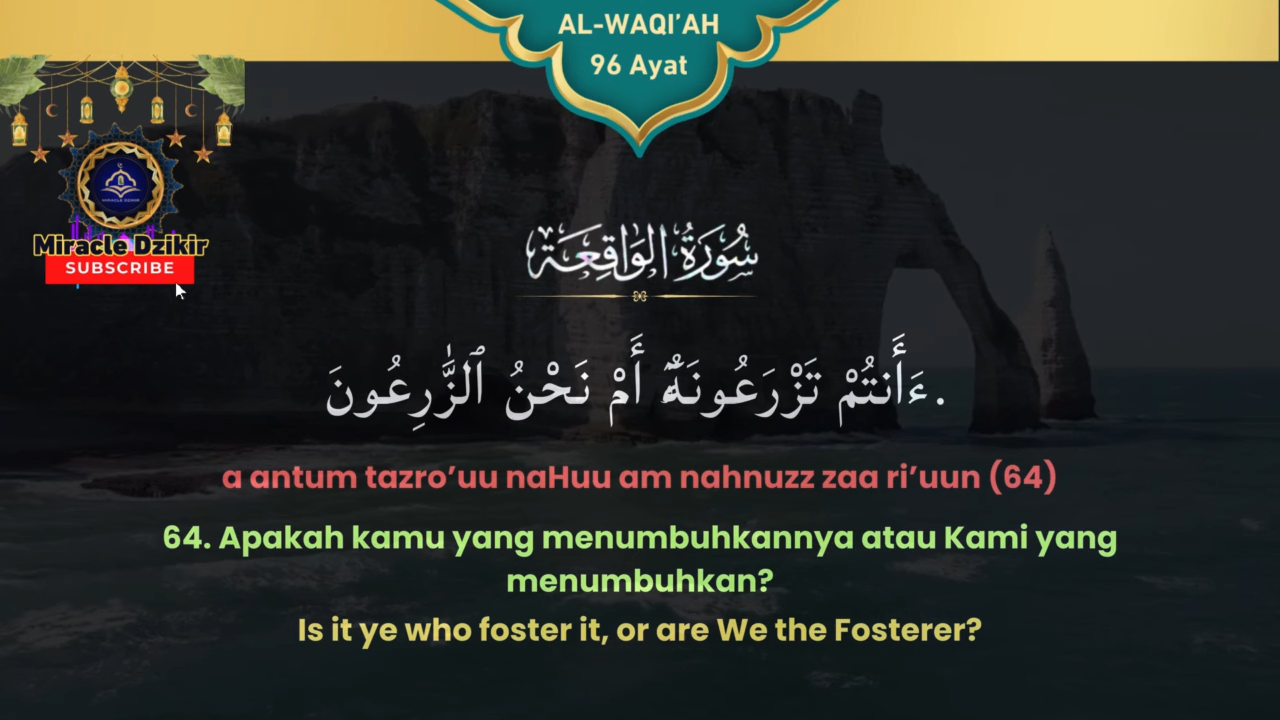 AL-WAQI’AH
96 Ayat
Miracle Dzikir
SUBSCRIBE
سُورَةُ الوَاقِعَة
ءَأَنتُمْ تَزْرَعُونَهُۥٓ أَمْ نَحْنُ ٱلزَّٰرِعُونَ.
a antum tazro’uu naHuu am nahnuzz zaa ri’uun (64)
64. Apakah kamu yang menumbuhkannya atau Kami yang
menumbuhkan?
Is it ye who foster it, or are We the Fosterer?